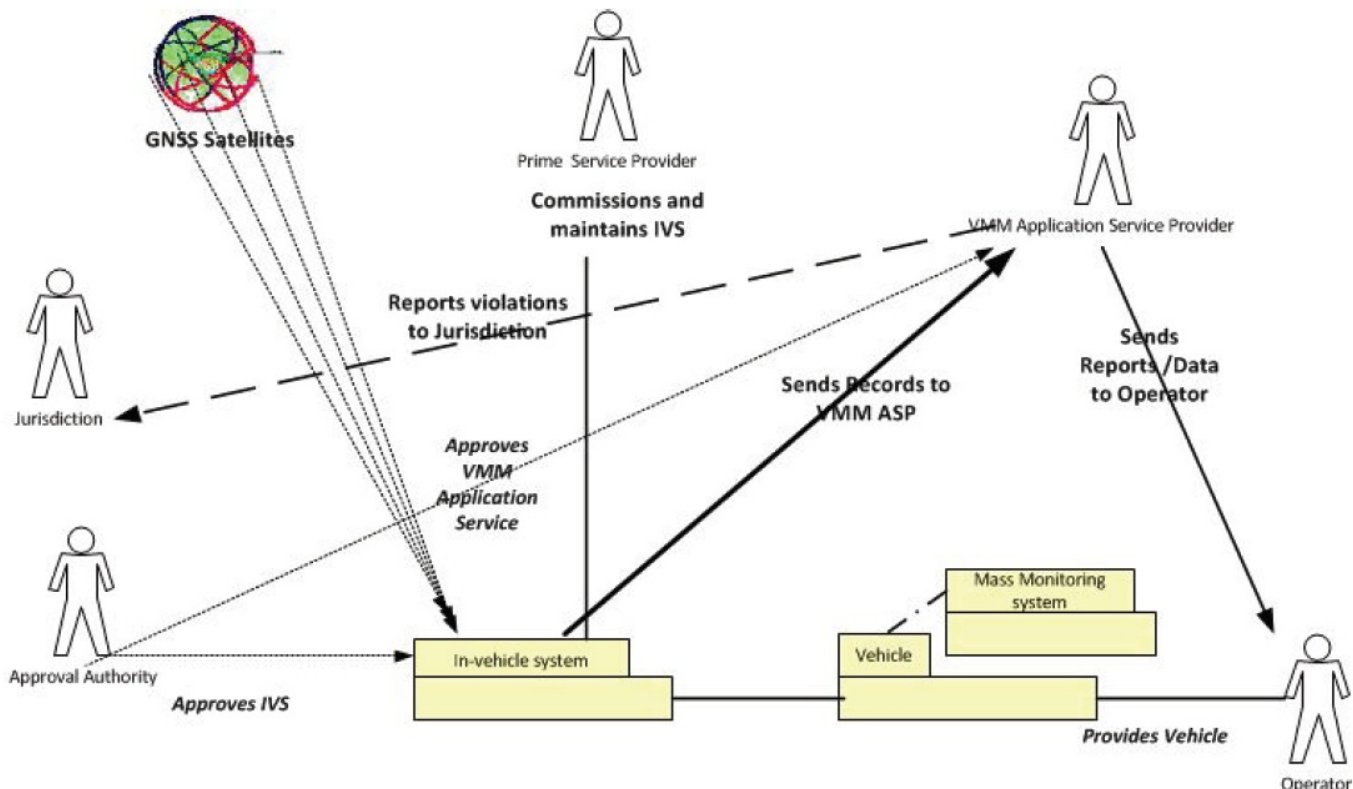 GNSS Satellites
Prime Service Provider
Commissions and
maintains IVS
VMM Application Service Provider
Reports violations
to Jurisdiction
Sends
Reports /Data
to Operator
Sends Records to
VMM ASP
Jurisdiction
Approves
VMM
Application
Service
Mass Monitoring
system
In-vehicle system
Vehicle
Approval Authority
Approves IVS
Provides Vehicle
Operator